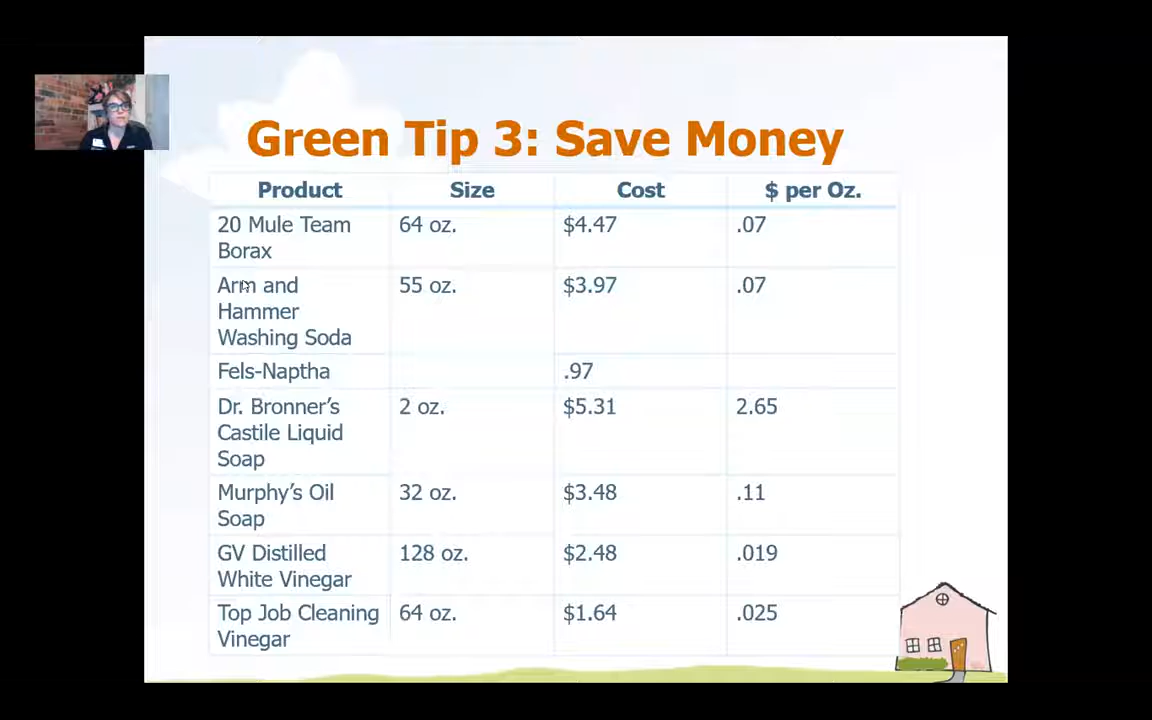 Green Tip 3: Save Money
Product Size Cost $ per Oz.
20 Mule Team 64 oz. $4.47 .07
Borax
Arm and 55 oz. $3.97 .07
Hammer
Washing Soda
Fels-Naptha .97
Dr. Bronner's 2 oz. $5.31 2.65
Castile Liquid
Soap
Murphy's Oil 32 oz. $3.48 .11
Soap
GV Distilled 128 oz. $2.48 .019
White Vinegar
Top Job Cleaning 64 oz. $1.64 .025
Vinegar